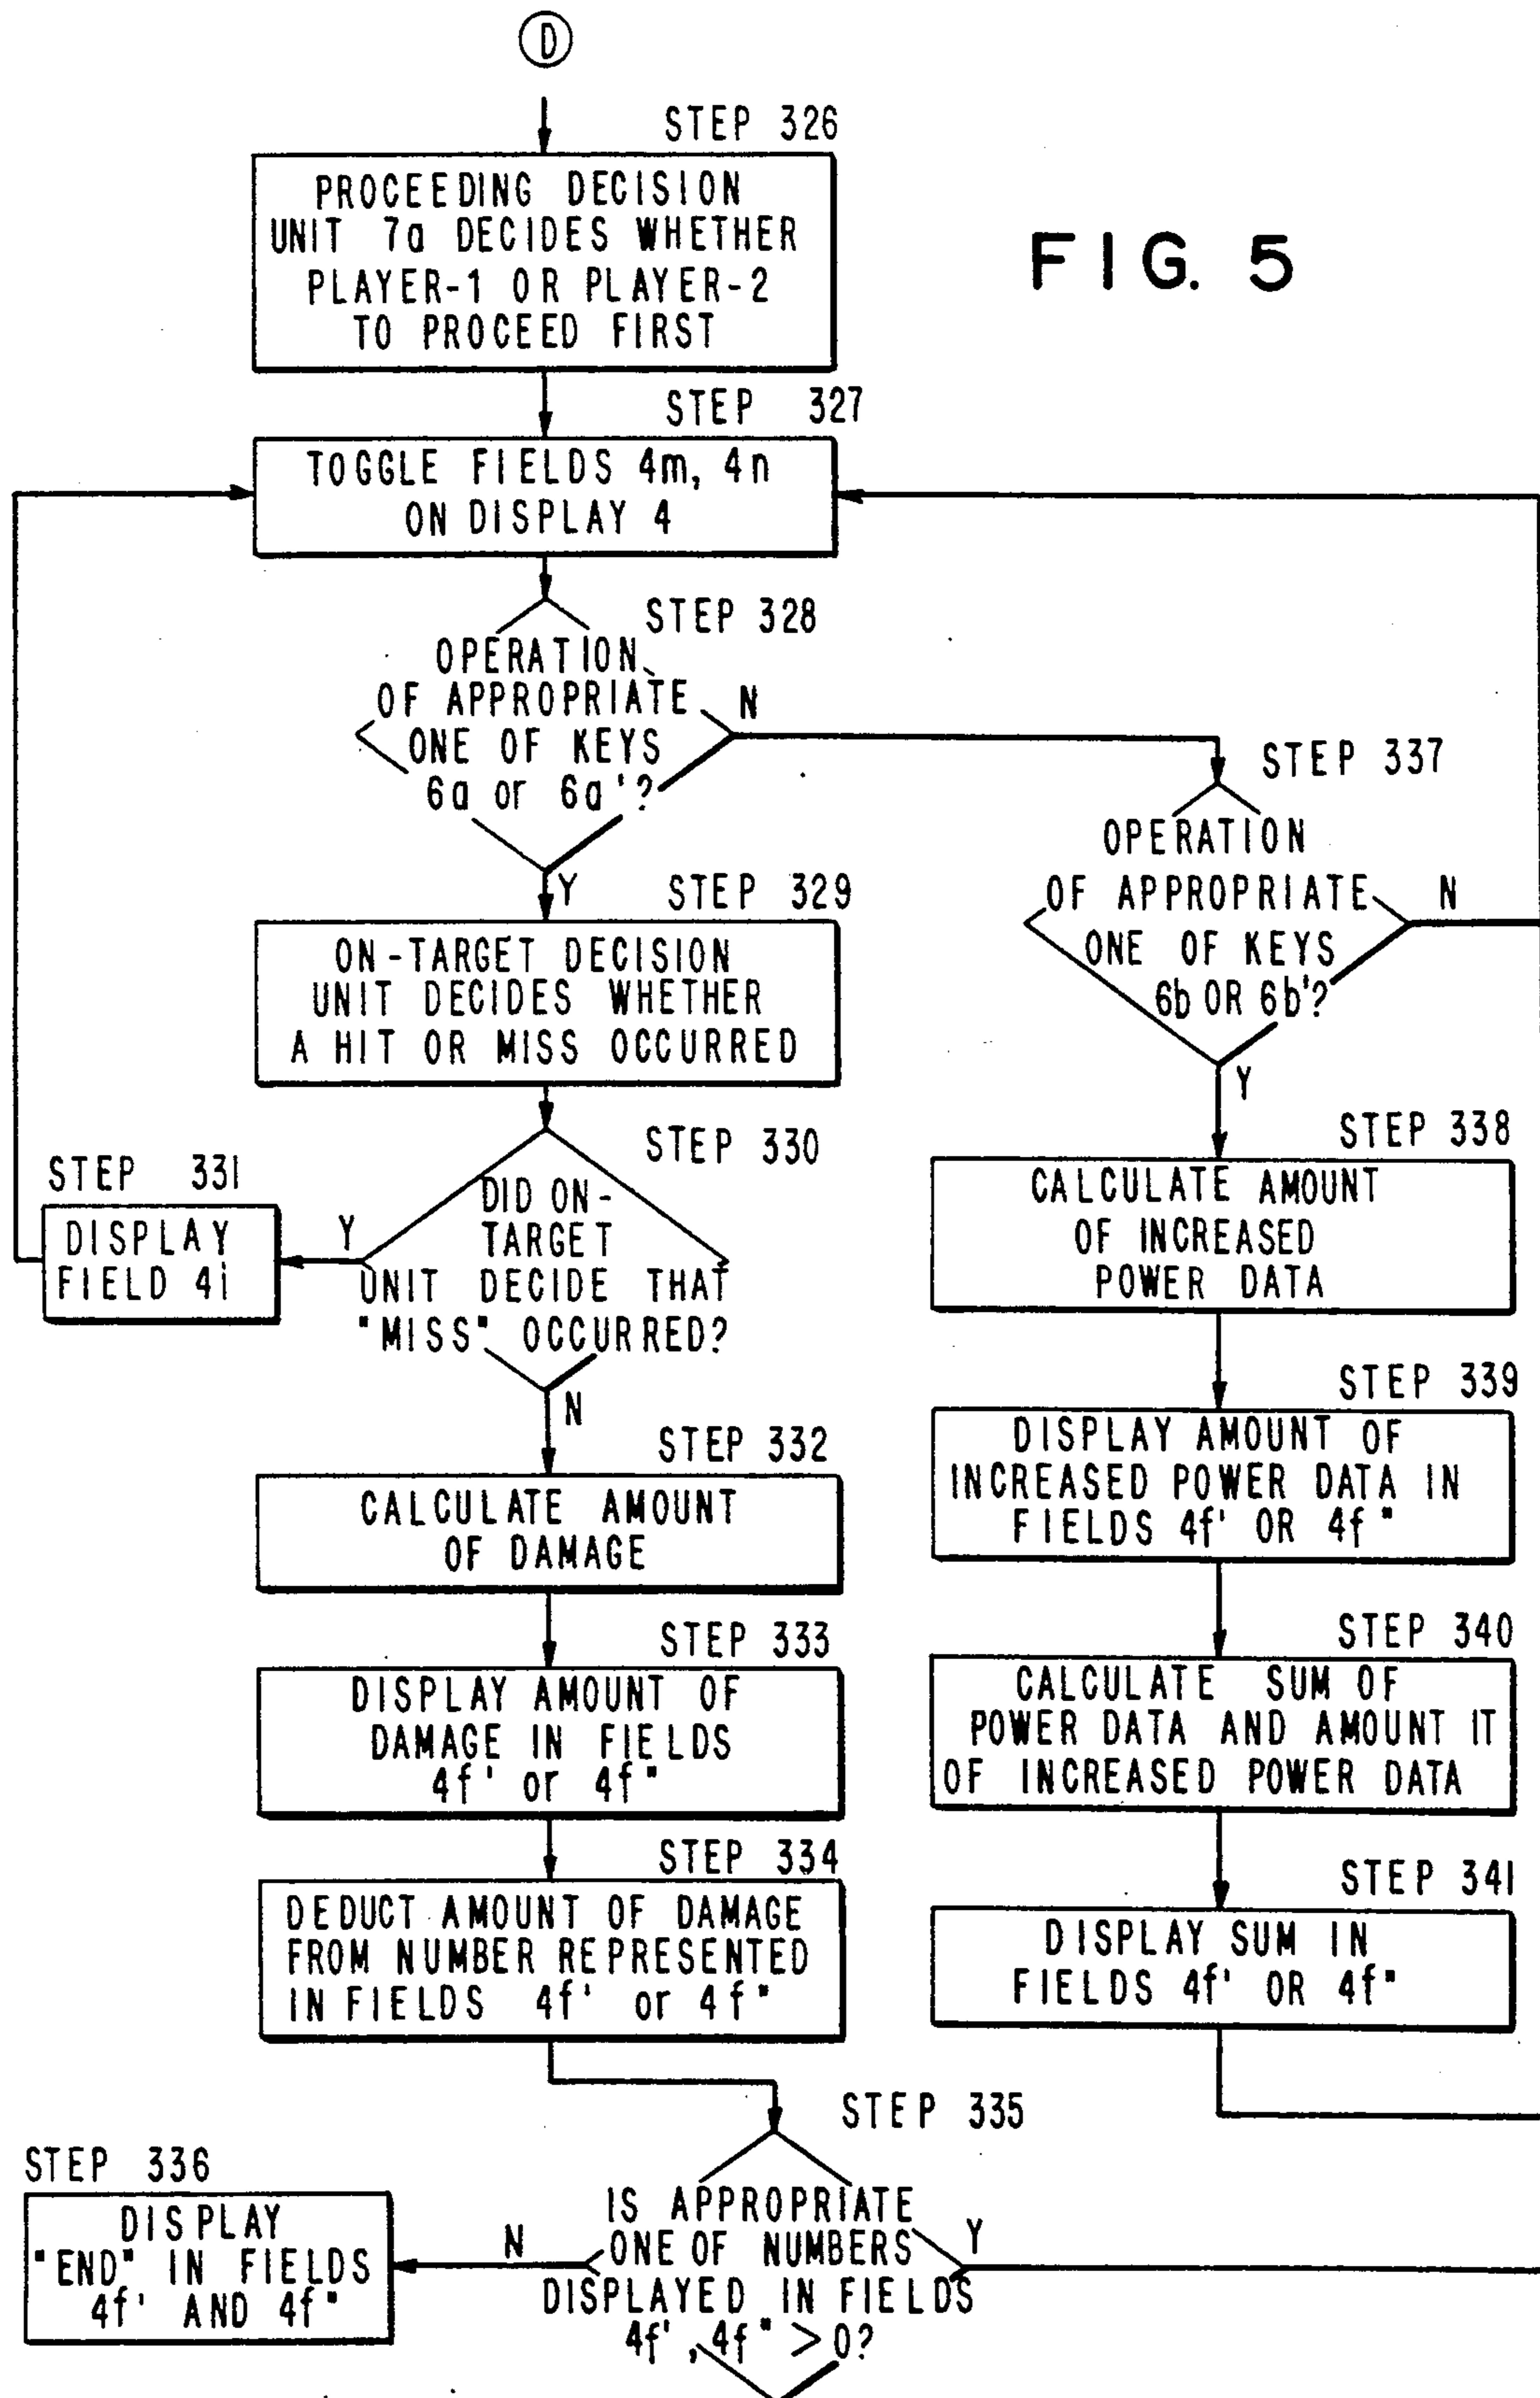 D
STEP 326
PROCEEDING DECISION
UNIT 7a DECIDES WHETHER
PLAYER-1 OR PLAYER-2
TO PROCEED FIRST
FIG. 5
STEP 327
TOGGLE FIELDS 4m, 4n
ON DISPLAY 4
STEP 328
OPERATION
OF APPROPRIATE
ONE OF KEYS
6a or 6a'?
N
Y
STEP 337
OPERATION
OF APPROPRIATE
ONE OF KEYS
6b OR 6b'?
N
Y
STEP 329
ON-TARGET DECISION
UNIT DECIDES WHETHER
A HIT OR MISS OCCURRED
STEP 330
DID ON-
TARGET
UNIT DECIDE THAT
"MISS" OCCURRED?
Y
N
STEP 331
DISPLAY
FIELD 4i
STEP 338
CALCULATE AMOUNT
OF INCREASED
POWER DATA
STEP 339
DISPLAY AMOUNT OF
INCREASED POWER DATA IN
FIELDS 4f' OR 4f"
STEP 332
CALCULATE AMOUNT
OF DAMAGE
STEP 333
DISPLAY AMOUNT OF
DAMAGE IN FIELDS
4f' or 4f"
STEP 340
CALCULATE SUM OF
POWER DATA AND AMOUNT IT
OF INCREASED POWER DATA
STEP 334
DEDUCT AMOUNT OF DAMAGE
FROM NUMBER REPRESENTED
IN FIELDS 4f' or 4f"
STEP 341
DISPLAY SUM IN
FIELDS 4f' OR 4f"
STEP 335
IS APPROPRIATE
ONE OF NUMBERS
DISPLAYED IN FIELDS
4f', 4f" > 0?
N
Y
STEP 336
DISPLAY
"END" IN FIELDS
4f' AND 4f"